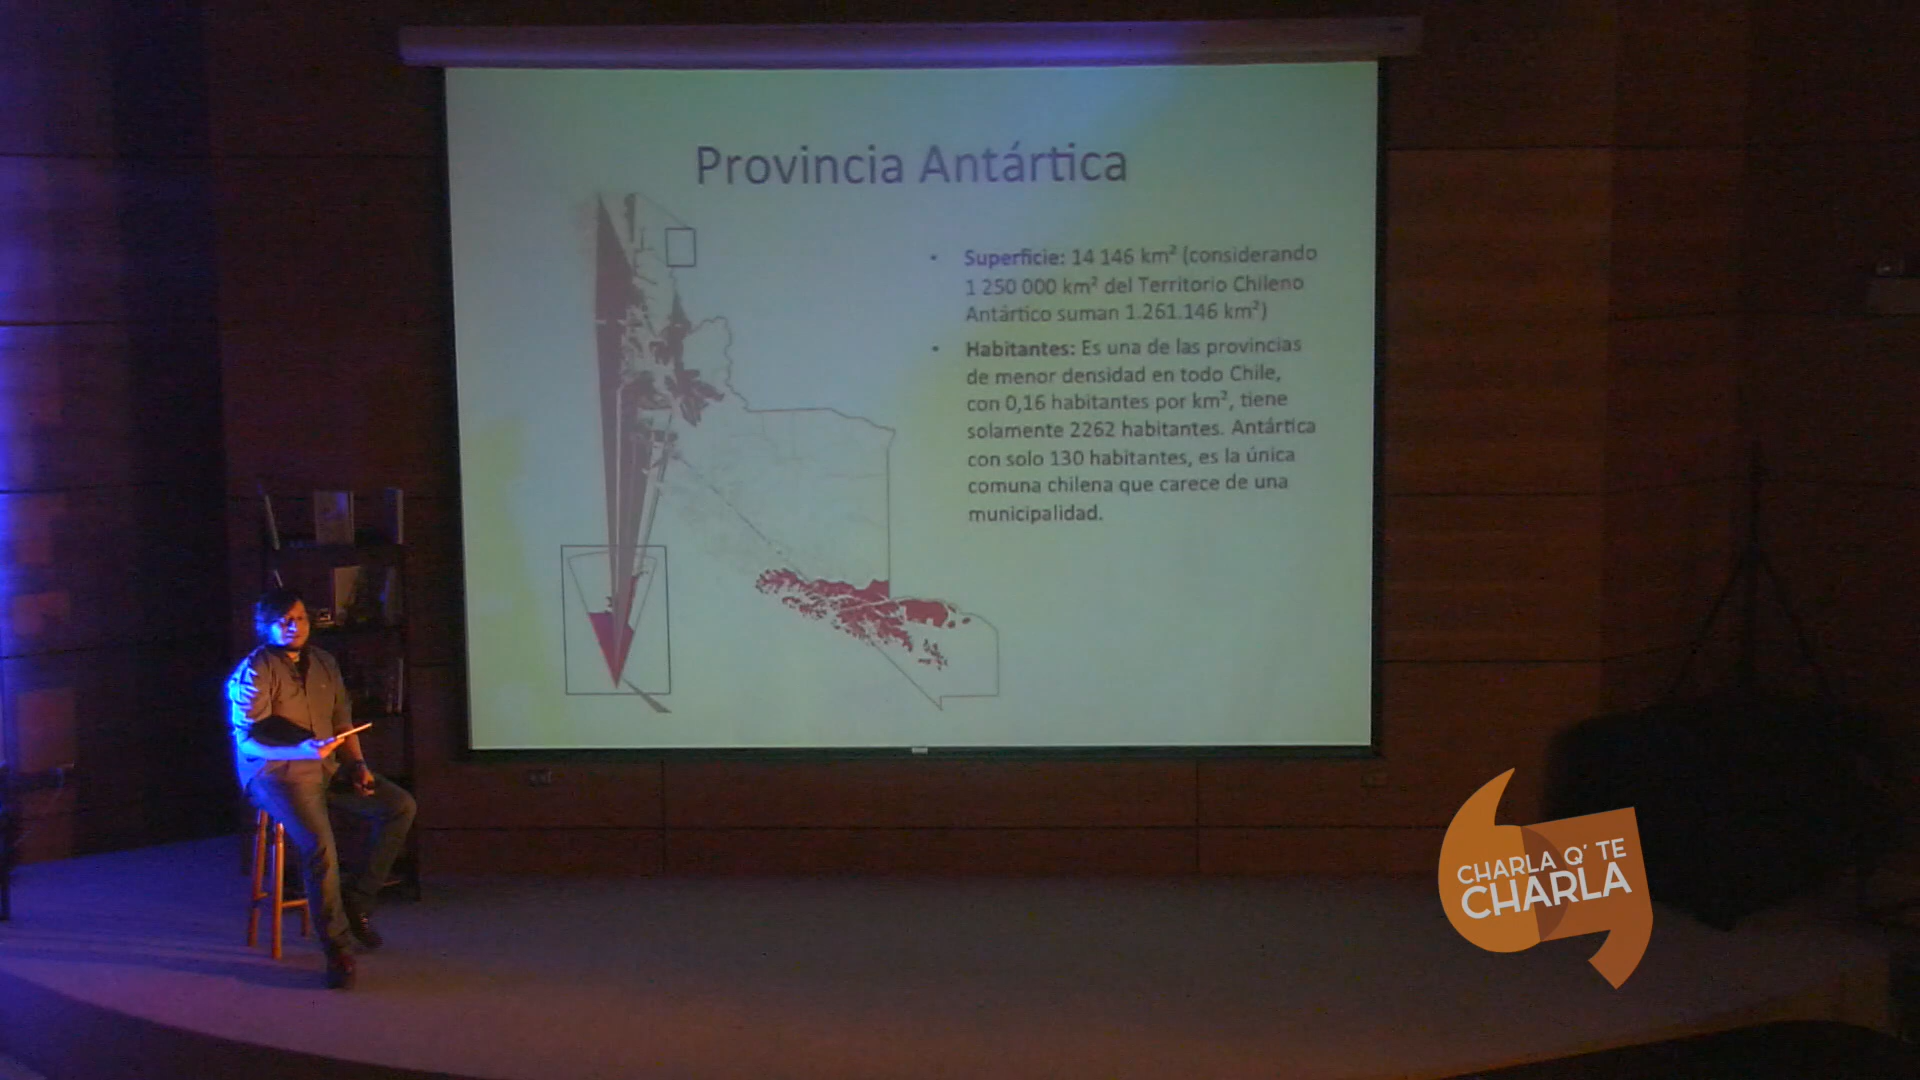 Provincia Antártica
• Superficie: 14 146 km² (considerando
1 250 000 km² del Territorio Chileno
Antártico suman 1.261.146 km²)
• Habitantes: Es una de las provincias
de menor densidad en todo Chile,
con 0,16 habitantes por km², tiene
solamente 2262 habitantes. Antártica
con solo 130 habitantes, es la única
comuna chilena que carece de una
municipalidad.
CHARLA Q' TE
CHARLA